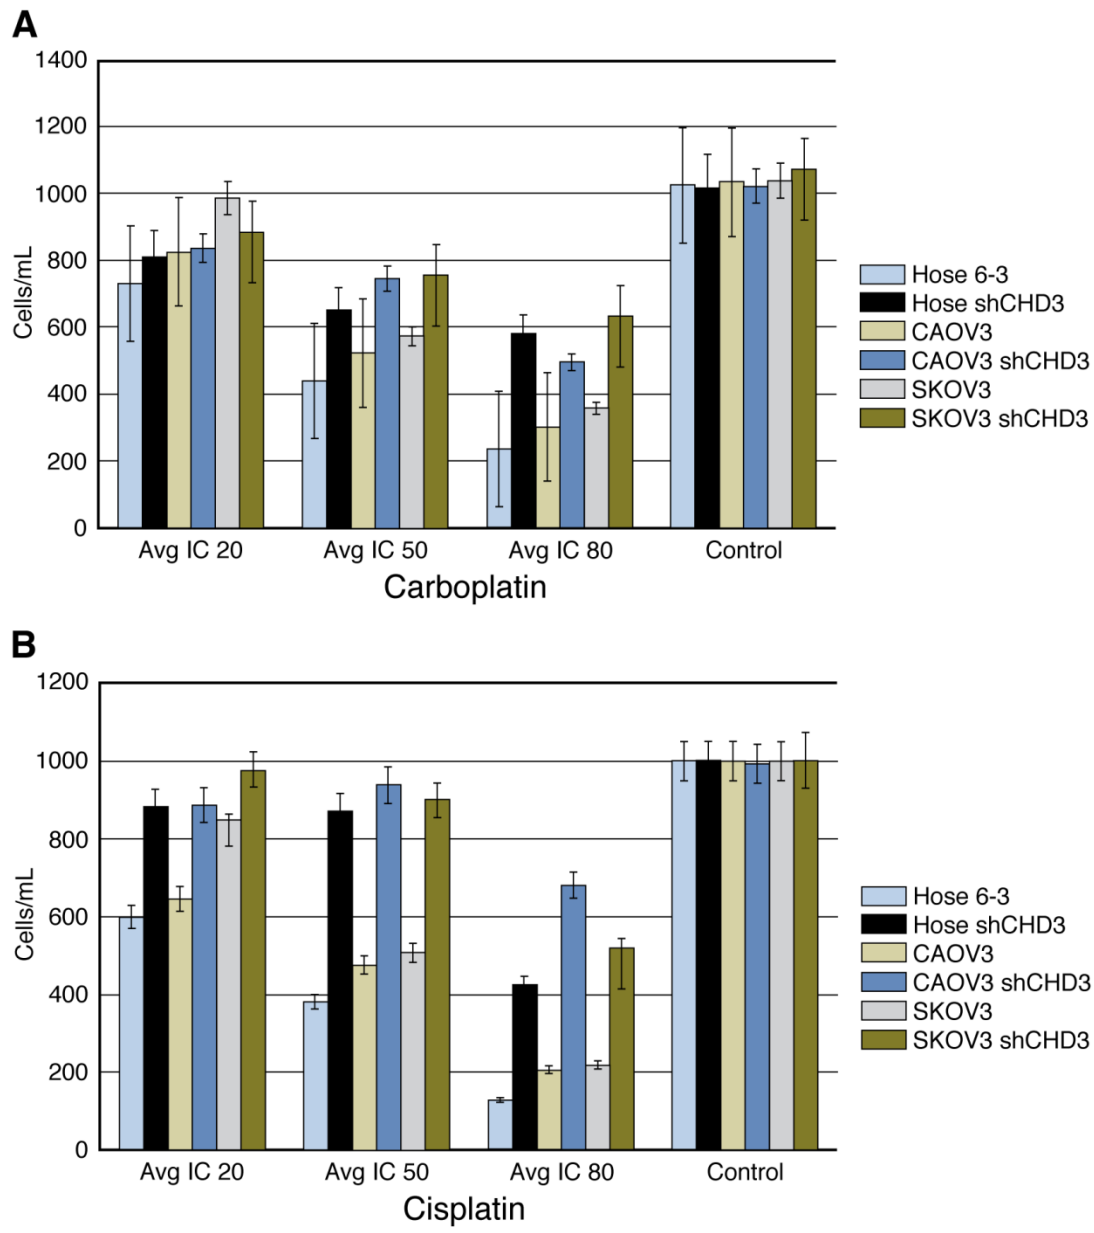 A
1400
1200
1000
800
600
400
200
0
Cells/mL
Avg IC 20 Avg IC 50 Avg IC 80 Control
Carboplatin
Hose 6-3
Hose shCHD3
CAOV3
CAOV3 shCHD3
SKOV3
SKOV3 shCHD3
B
1200
1000
800
600
400
200
0
Cells/mL
Avg IC 20 Avg IC 50 Avg IC 80 Control
Cisplatin
Hose 6-3
Hose shCHD3
CAOV3
CAOV3 shCHD3
SKOV3
SKOV3 shCHD3